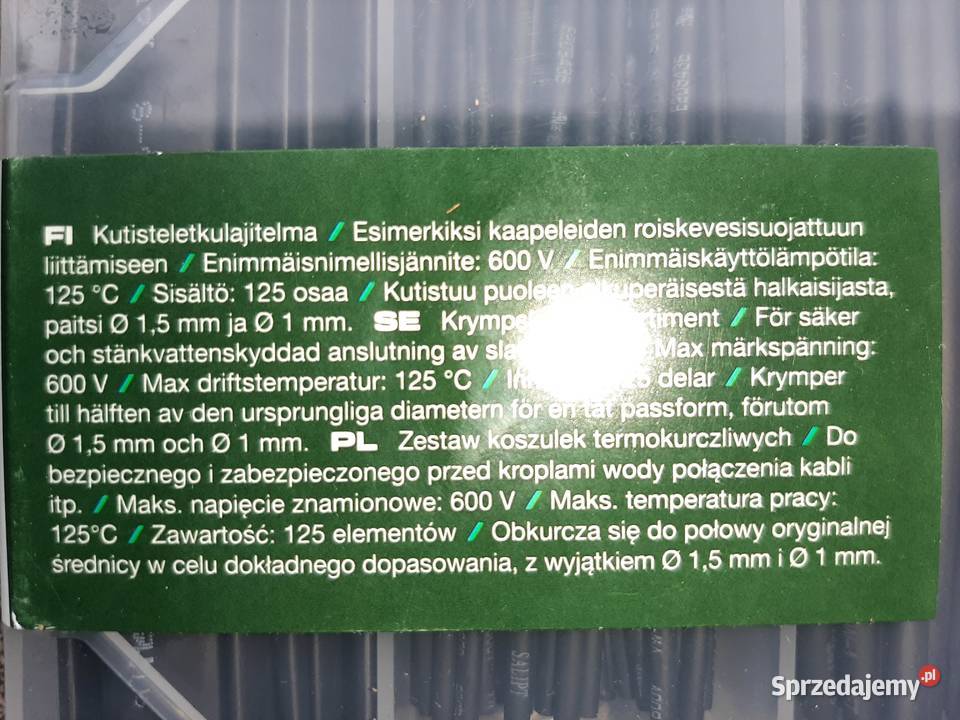 FI Kutisteletkulajitelma / Esimerkiksi kaapeleiden roiskevesisuojattuun
liittämiseen / Enimmäisnimellisjännite: 600 V / Enimmäiskäyttölämpötila:
125 °C / Sisältö: 125 osaa / Kutistuu puoleen alkuperäisestä halkaisijasta,
paitsi Ø 1,5 mm ja Ø 1 mm. SE / För säker
och stänkvattenskyddad anslutning av Max märkspänning:
600 V / Max driftstemperatur: 125 °C / delar / Krymper
till hälften av den ursprungliga diametern för en tät passform, förutom
Ø 1,5 mm och Ø 1 mm. PL Zestaw koszulek termokurczliwych / Do
bezpiecznego i zabezpieczonego przed kroplami wody połączenia kabli
itp. / Maks. napięcie znamionowe: 600 V / Maks. temperatura pracy:
125°C / Zawartość: 125 elementów / Obkurcza się do połowy oryginalnej
średnicy w celu dokładnego dopasowania, z wyjątkiem Ø 1,5 mm i Ø 1 mm.
Sprzedajemy.pl